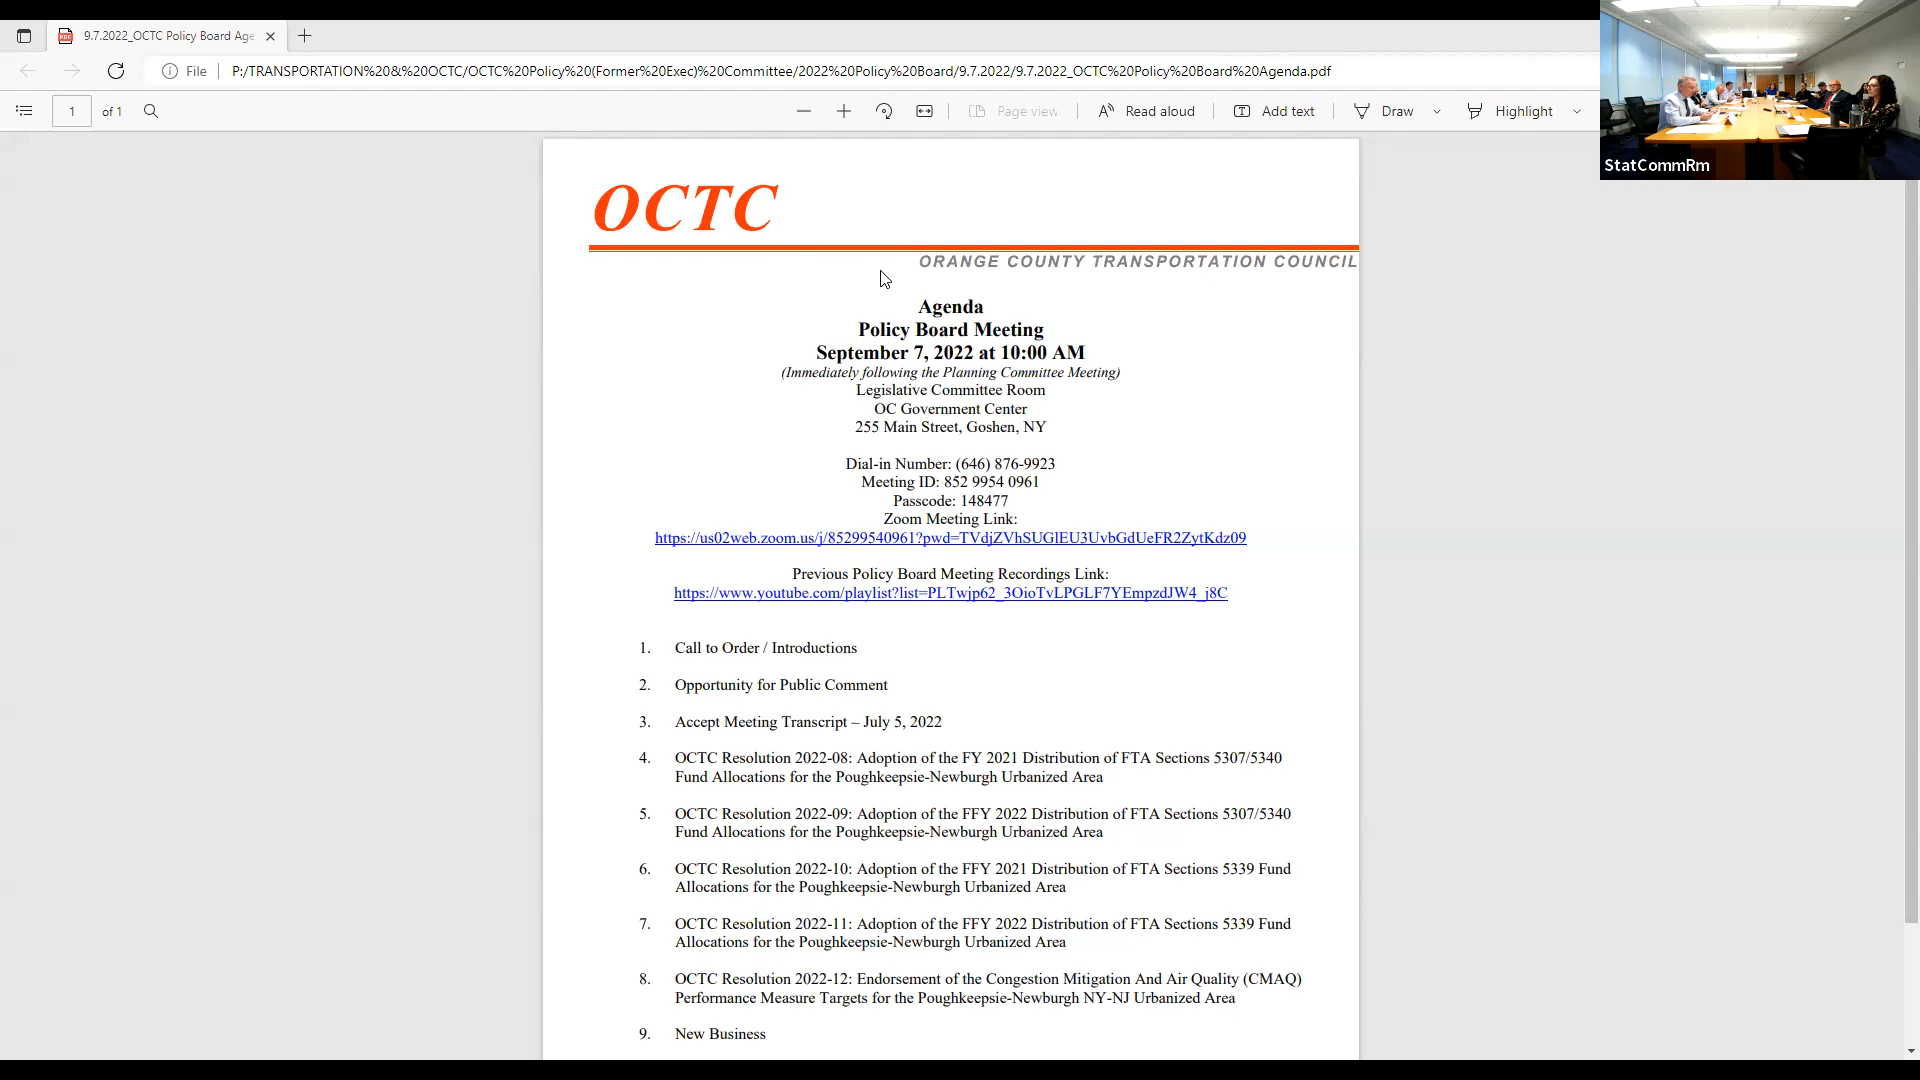 9.7.2022_OCTC Policy Board Age
File
P:/TRANSPORTATION%20&%20OCTC/OCTC%20Policy%20(Former%20Exec)%20Committee/2022%20Policy%20Board/9.7.2022/9.7.2022_OCTC%20Policy%20Board%20Agenda.pdf
1 of 1
Page view
Read aloud
Add text
Draw
Highlight
StatCommRm
OCTC
ORANGE COUNTY TRANSPORTATION COUNCIL
Agenda
Policy Board Meeting
September 7, 2022 at 10:00 AM
(Immediately following the Planning Committee Meeting)
Legislative Committee Room
OC Government Center
255 Main Street, Goshen, NY
Dial-in Number: (646) 876-9923
Meeting ID: 852 9954 0961
Passcode: 148477
Zoom Meeting Link:
https://us02web.zoom.us/j/85299540961?pwd=TVdjZVhSUGlEU3UvbGdUeFR2ZytKdz09
Previous Policy Board Meeting Recordings Link:
https://www.youtube.com/playlist?list=PLTwjp62_3OioTvLPGLF7YEmpzdJW4_j8C
1. Call to Order / Introductions
2. Opportunity for Public Comment
3. Accept Meeting Transcript – July 5, 2022
4. OCTC Resolution 2022-08: Adoption of the FY 2021 Distribution of FTA Sections 5307/5340
Fund Allocations for the Poughkeepsie-Newburgh Urbanized Area
5. OCTC Resolution 2022-09: Adoption of the FFY 2022 Distribution of FTA Sections 5307/5340
Fund Allocations for the Poughkeepsie-Newburgh Urbanized Area
6. OCTC Resolution 2022-10: Adoption of the FFY 2021 Distribution of FTA Sections 5339 Fund
Allocations for the Poughkeepsie-Newburgh Urbanized Area
7. OCTC Resolution 2022-11: Adoption of the FFY 2022 Distribution of FTA Sections 5339 Fund
Allocations for the Poughkeepsie-Newburgh Urbanized Area
8. OCTC Resolution 2022-12: Endorsement of the Congestion Mitigation And Air Quality (CMAQ)
Performance Measure Targets for the Poughkeepsie-Newburgh NY-NJ Urbanized Area
9. New Business